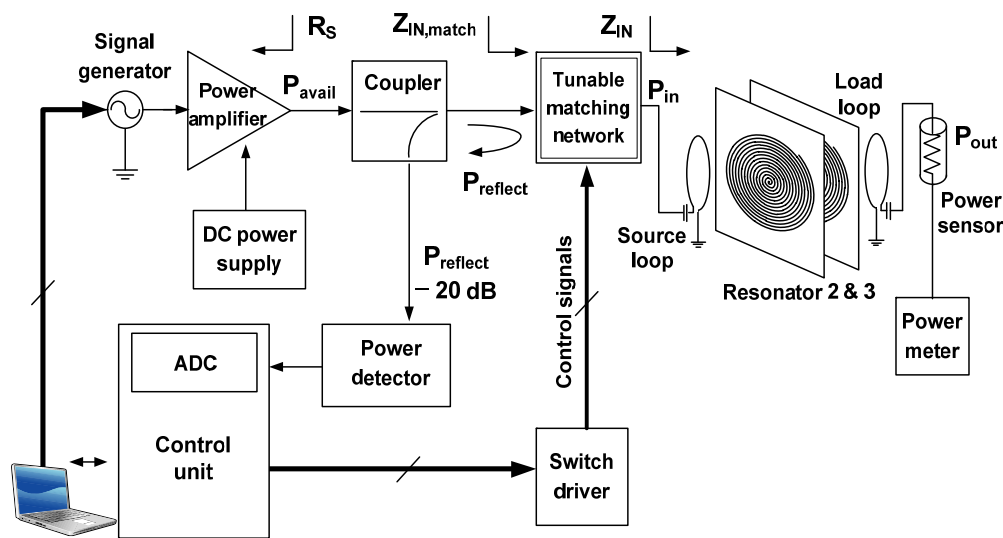 Signal
generator
Power
amplifier
R_S
P_avail
Coupler
Z_IN,match
Tunable
matching
network
Z_IN
P_in
Load
loop
P_out
Power
sensor
P_reflect
DC power
supply
P_reflect
– 20 dB
Source
loop
Resonator 2 & 3
Control signals
Power
meter
ADC
Power
detector
Control
unit
Switch
driver